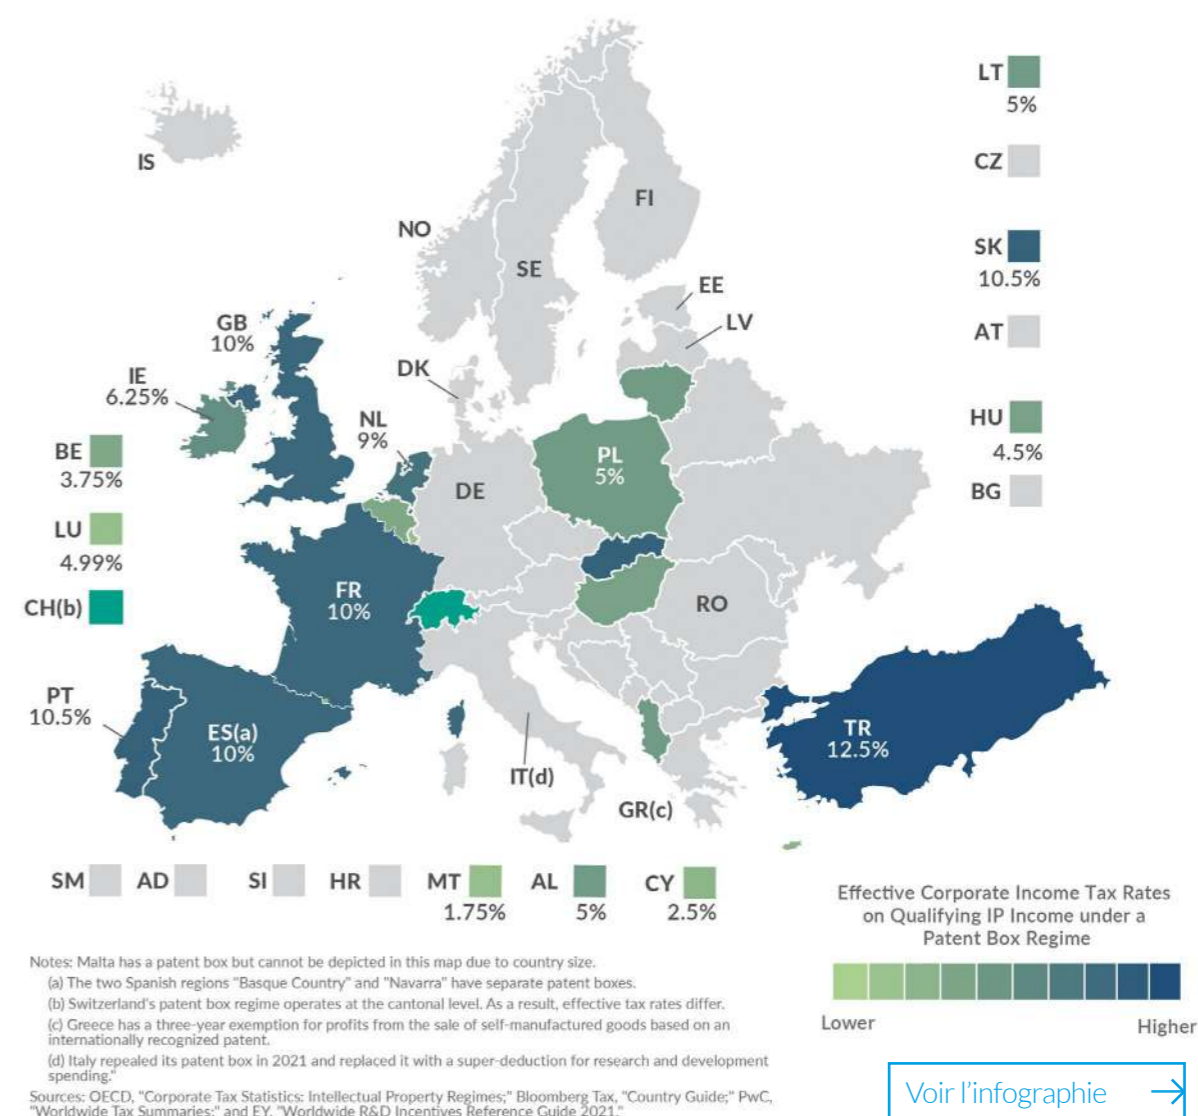 LT
5%
CZ
IS
FI
NO
SE
SK
10.5%
EE
GB
10%
LV
AT
DK
IE
6.25%
NL
9%
HU
4.5%
BE
3.75%
PL
5%
DE
BG
LU
4.99%
FR
10%
CH(b)
RO
PT
10.5%
ES(a)
10%
TR
12.5%
IT(d)
GR(c)
SM
AD
SI
HR
MT
1.75%
AL
5%
CY
2.5%
Effective Corporate Income Tax Rates
on Qualifying IP Income under a
Patent Box Regime
Lower
Higher
Notes: Malta has a patent box but cannot be depicted in this map due to country size.
(a) The two Spanish regions "Basque Country" and "Navarra" have separate patent boxes.
(b) Switzerland's patent box regime operates at the cantonal level. As a result, effective tax rates differ.
(c) Greece has a three-year exemption for profits from the sale of self-manufactured goods based on an
internationally recognized patent.
(d) Italy repealed its patent box in 2021 and replaced it with a super-deduction for research and development
spending."
Sources: OECD, "Corporate Tax Statistics: Intellectual Property Regimes;" Bloomberg Tax, "Country Guide;" PwC,
"Worldwide Tax Summaries;" and EY, "Worldwide R&D Incentives Reference Guide 2021."
Voir l'infographie